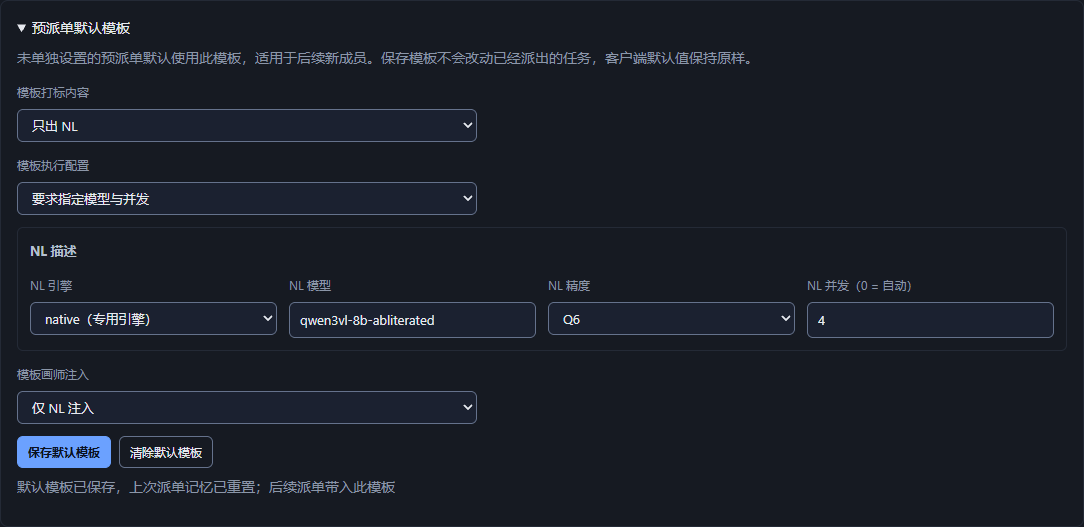 ▼ 预派单默认模板
未单独设置的预派单默认使用此模板，适用于后续新成员。保存模板不会改动已经派出的任务，客户端默认值保持原样。
模板打标内容
只出 NL
模板执行配置
要求指定模型与并发
NL 描述
NL 引擎 NL 模型 NL 精度 NL 并发（0 = 自动）
native（专用引擎） qwen3vl-8b-abliterated Q6 4
模板画师注入
仅 NL 注入
保存默认模板 清除默认模板
默认模板已保存，上次派单记忆已重置；后续派单带入此模板